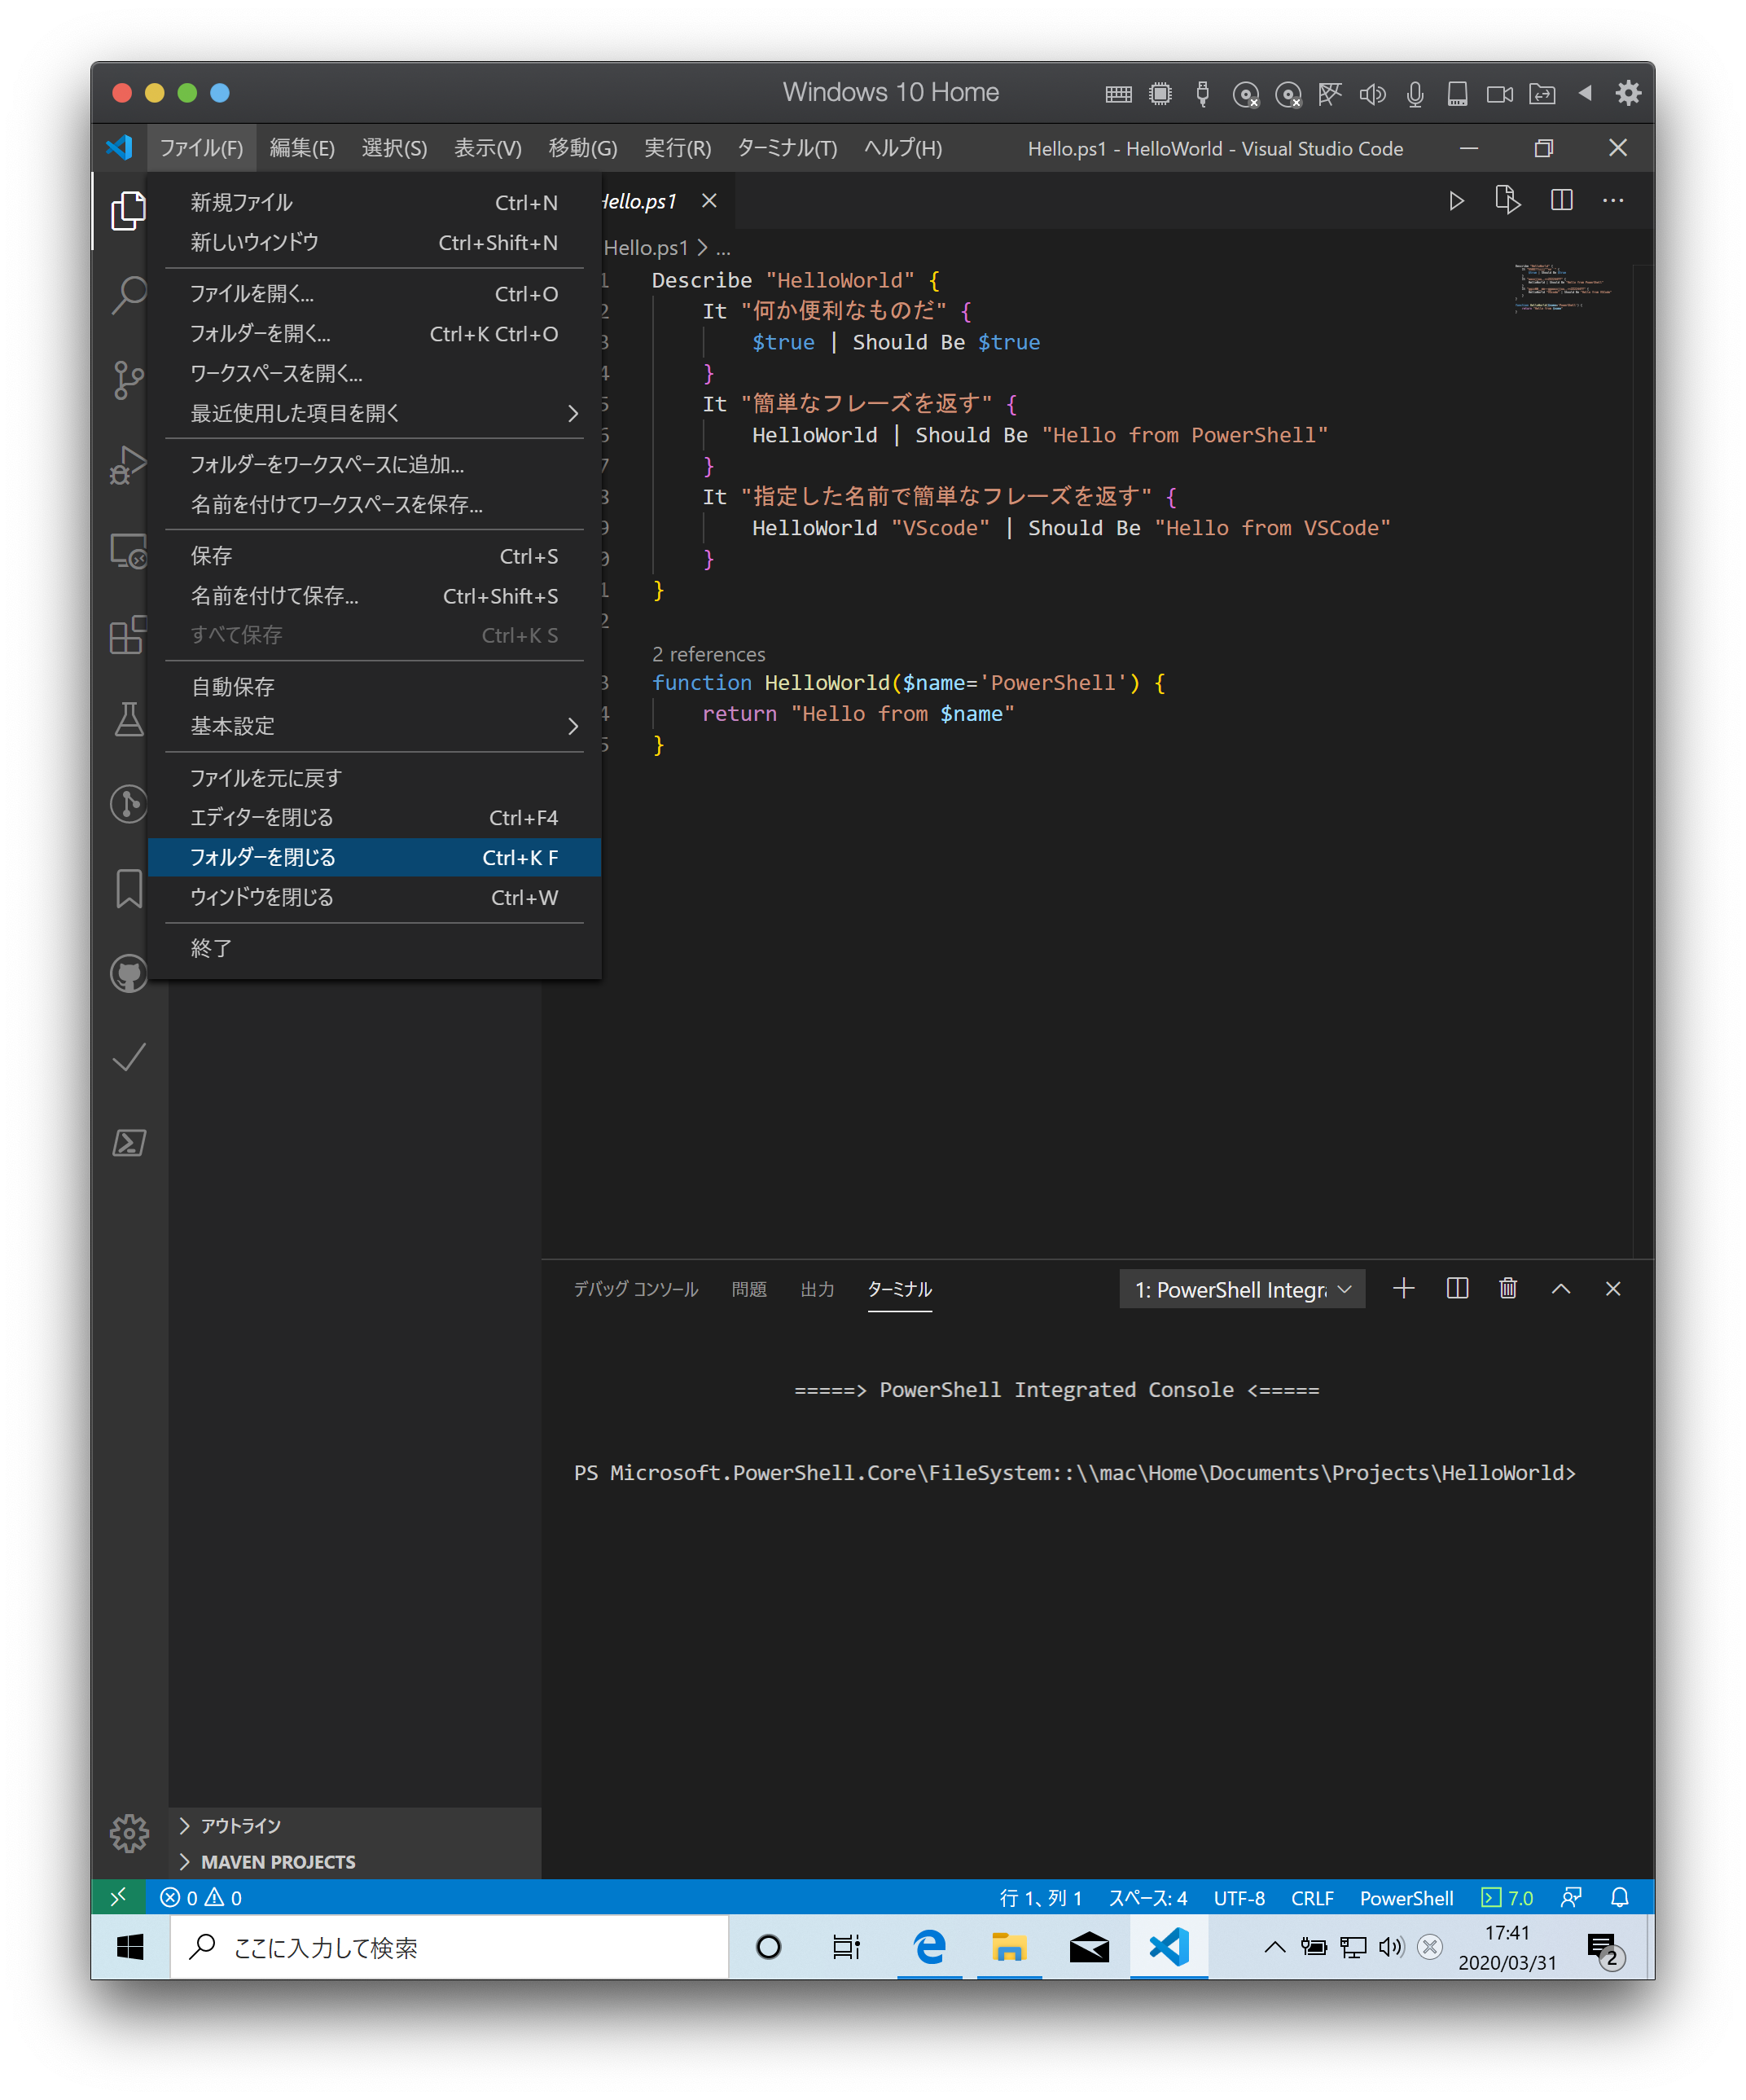 Windows 10 Home
ファイル(F) 編集(E) 選択(S) 表示(V) 移動(G) 実行(R) ターミナル(T) ヘルプ(H) Hello.ps1 - HelloWorld - Visual Studio Code
新規ファイル Ctrl+N
新しいウィンドウ Ctrl+Shift+N
ファイルを開く... Ctrl+O
フォルダーを開く... Ctrl+K Ctrl+O
ワークスペースを開く...
最近使用した項目を開く
フォルダーをワークスペースに追加...
名前を付けてワークスペースを保存...
保存 Ctrl+S
名前を付けて保存... Ctrl+Shift+S
すべて保存 Ctrl+K S
自動保存
基本設定
ファイルを元に戻す
エディターを閉じる Ctrl+F4
フォルダーを閉じる Ctrl+K F
ウィンドウを閉じる Ctrl+W
終了
Hello.ps1
Hello.ps1 > ...
1 Describe "HelloWorld" {
2 It "何か便利なものだ" {
3 $true | Should Be $true
4 }
5 It "簡単なフレーズを返す" {
6 HelloWorld | Should Be "Hello from PowerShell"
7 }
8 It "指定した名前で簡単なフレーズを返す" {
9 HelloWorld "VScode" | Should Be "Hello from VSCode"
0 }
1 }
2
2 references
3 function HelloWorld($name='PowerShell') {
4 return "Hello from $name"
5 }
デバッグ コンソール 問題 出力 ターミナル 1: PowerShell Integr
=====> PowerShell Integrated Console <=====
PS Microsoft.PowerShell.Core\FileSystem::\\mac\Home\Documents\Projects\HelloWorld>
アウトライン
MAVEN PROJECTS
0 0 行 1、列 1 スペース: 4 UTF-8 CRLF PowerShell 7.0
ここに入力して検索
17:41
2020/03/31
2